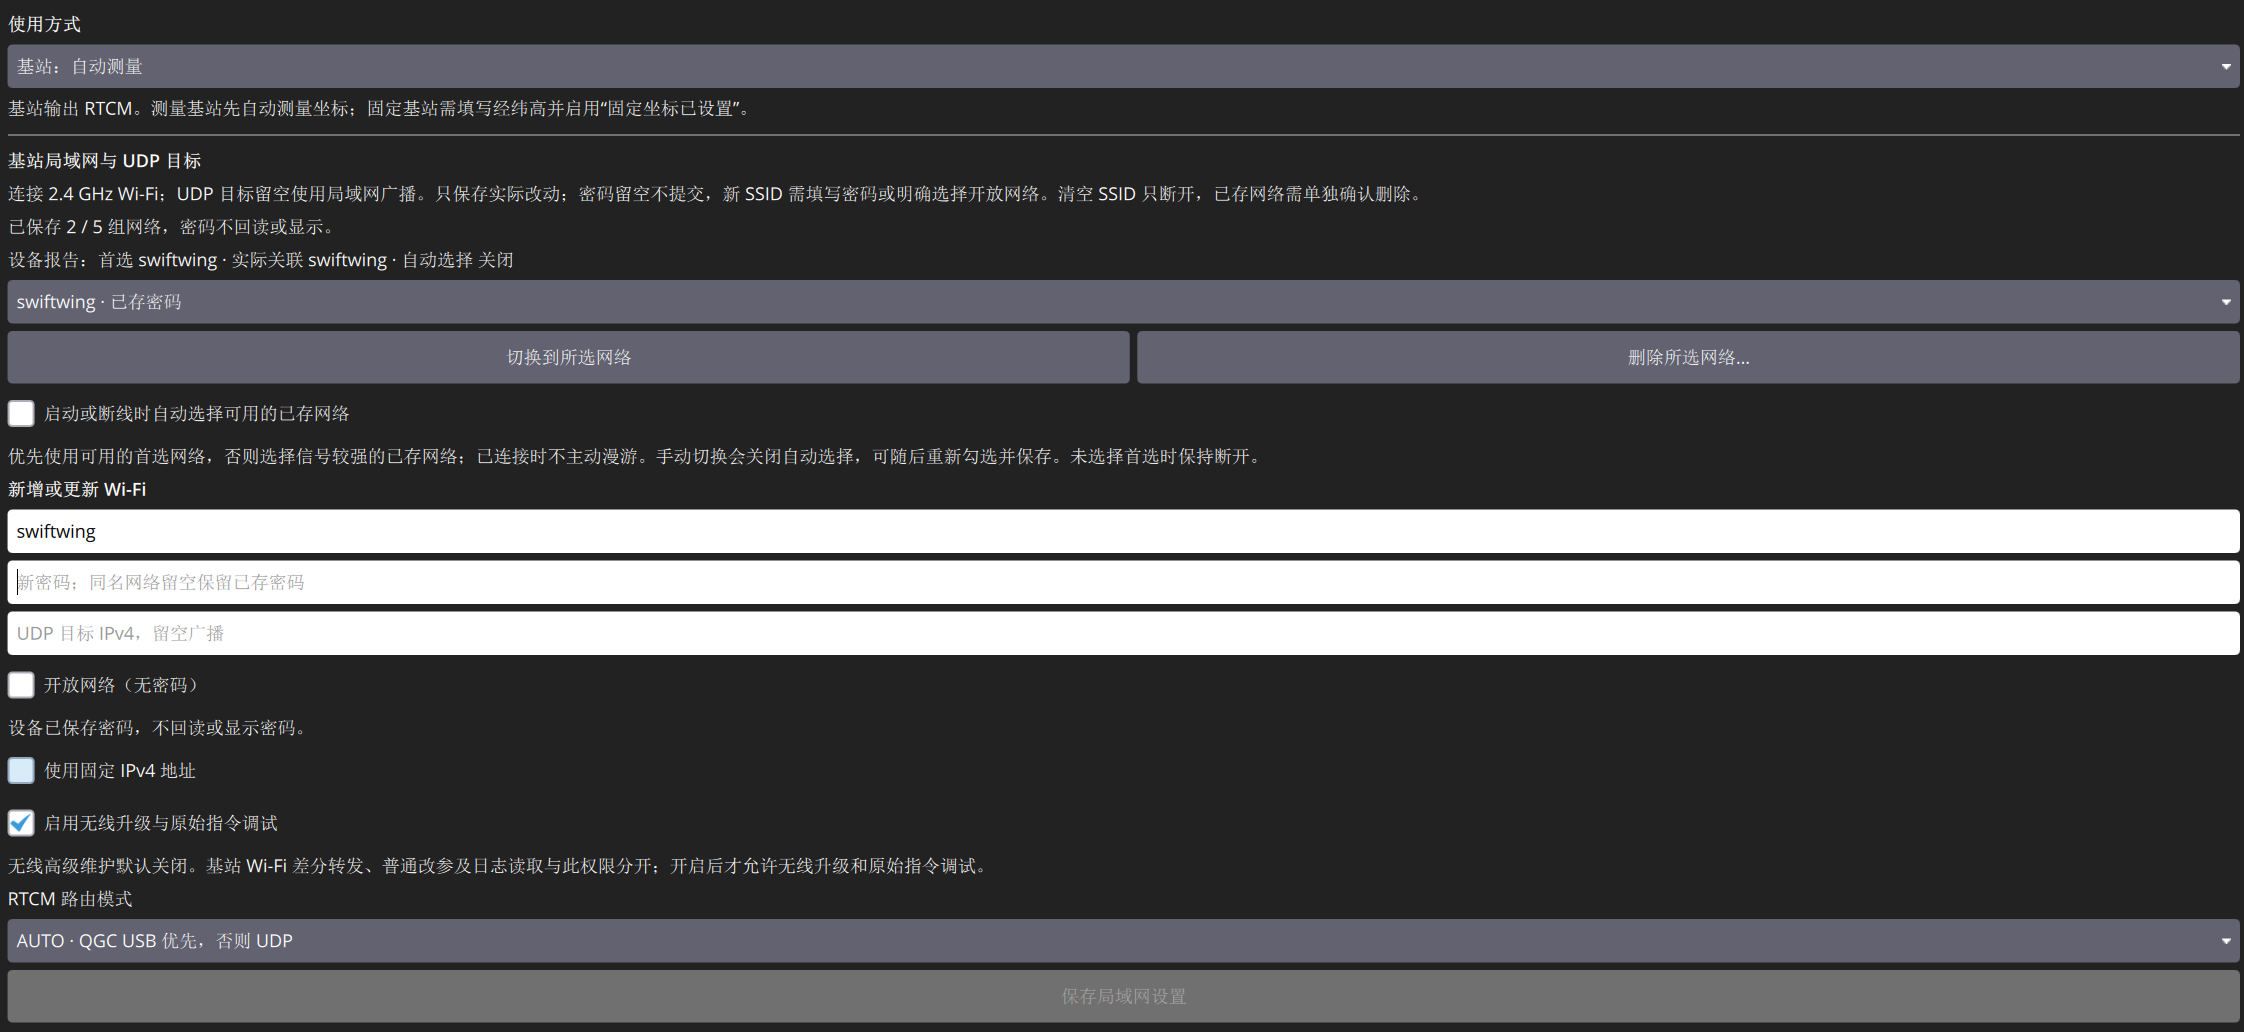 使用方式
基站：自动测量
基站输出 RTCM。测量基站先自动测量坐标；固定基站需填写经纬高并启用“固定坐标已设置”。
基站局域网与 UDP 目标
连接 2.4 GHz Wi-Fi；UDP 目标留空使用局域网广播。只保存实际改动；密码留空不提交，新 SSID 需填写密码或明确选择开放网络。清空 SSID 只断开，已存网络需单独确认删除。
已保存 2 / 5 组网络，密码不回读或显示。
设备报告：首选 swiftwing · 实际关联 swiftwing · 自动选择 关闭
swiftwing · 已存密码
切换到所选网络
删除所选网络...
启动或断线时自动选择可用的已存网络
优先使用可用的首选网络，否则选择信号较强的已存网络；已连接时不主动漫游。手动切换会关闭自动选择，可随后重新勾选并保存。未选择首选时保持断开。
新增或更新 Wi-Fi
swiftwing
新密码；同名网络留空保留已存密码
UDP 目标 IPv4，留空广播
开放网络（无密码）
设备已保存密码，不回读或显示密码。
使用固定 IPv4 地址
启用无线升级与原始指令调试
无线高级维护默认关闭。基站 Wi-Fi 差分转发、普通改参及日志读取与此权限分开；开启后才允许无线升级和原始指令调试。
RTCM 路由模式
AUTO · QGC USB 优先，否则 UDP
保存局域网设置